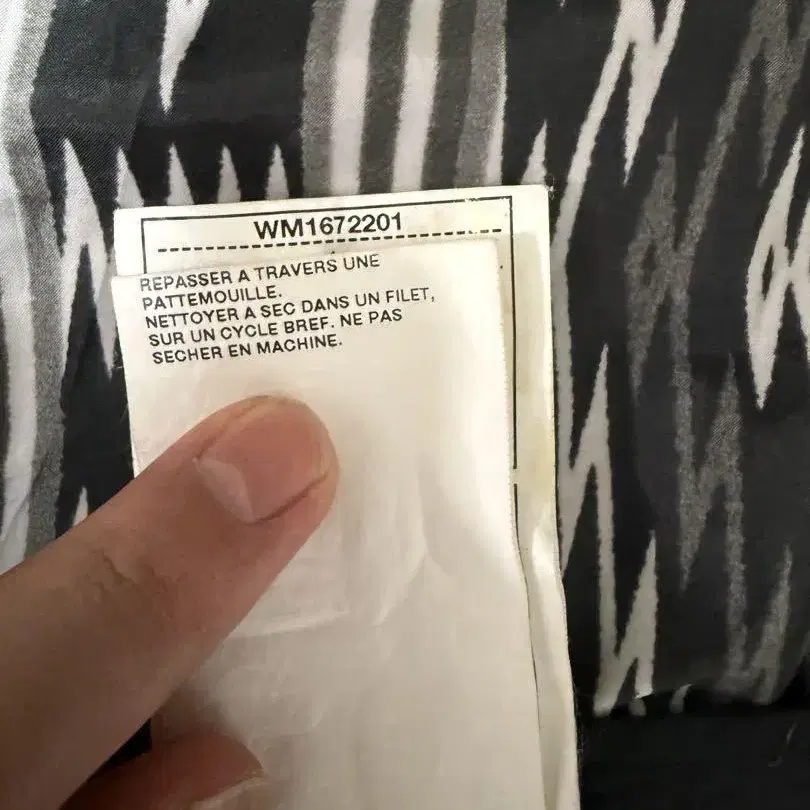 WM1672201
REPASSER A TRAVERS UNE
PATTEMOUILLE.
NETTOYER A SEC DANS UN FILET,
SUR UN CYCLE BREF. NE PAS
SECHER EN MACHINE.